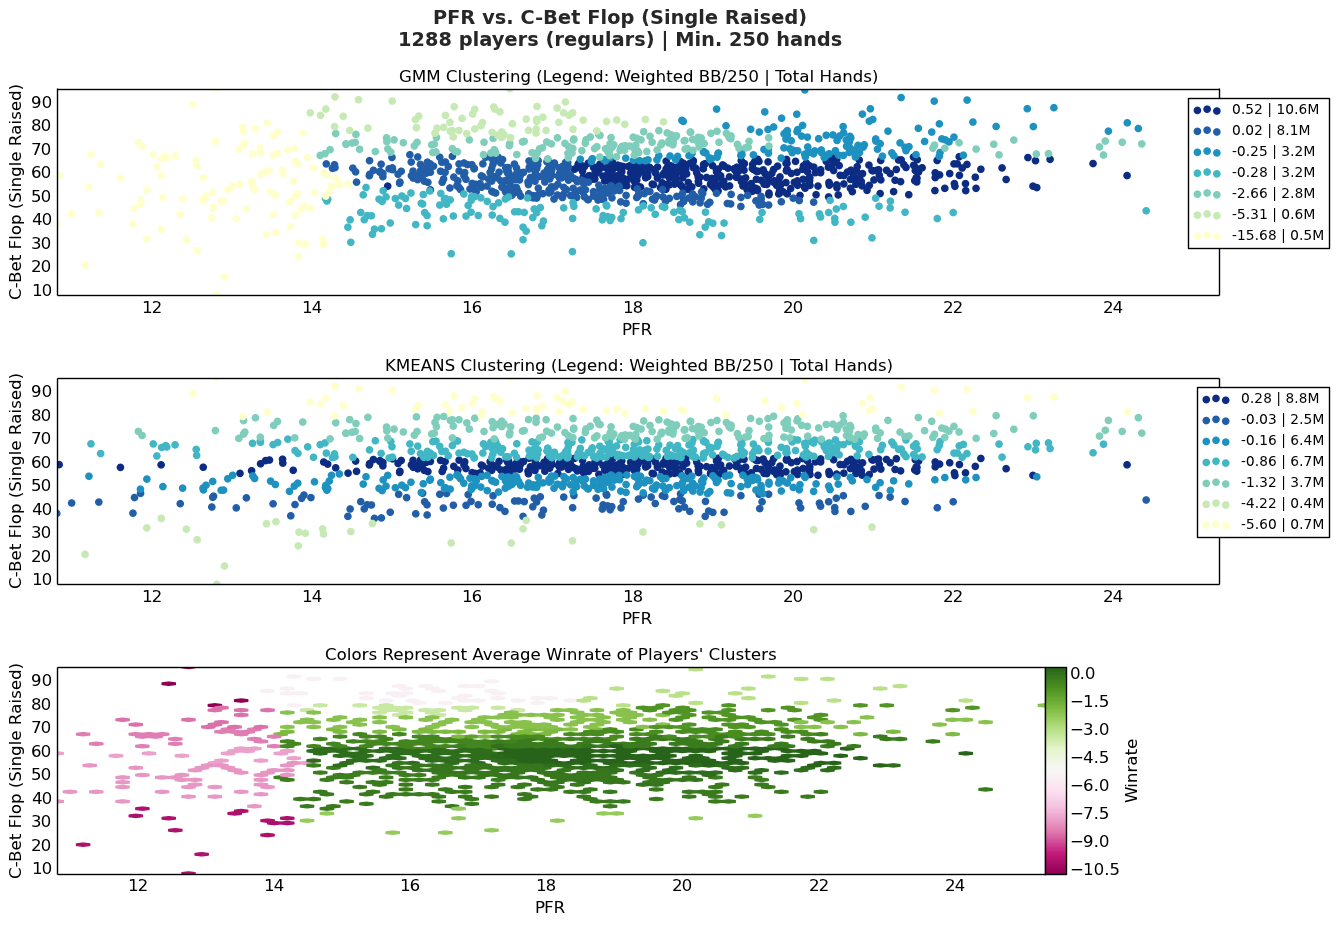 PFR vs. C-Bet Flop (Single Raised)
1288 players (regulars) | Min. 250 hands
GMM Clustering (Legend: Weighted BB/250 | Total Hands)
C-Bet Flop (Single Raised)
90
80
70
60
50
40
30
20
10
12 14 16 18 20 22 24
PFR
0.52 | 10.6M
0.02 | 8.1M
-0.25 | 3.2M
-0.28 | 3.2M
-2.66 | 2.8M
-5.31 | 0.6M
-15.68 | 0.5M
KMEANS Clustering (Legend: Weighted BB/250 | Total Hands)
C-Bet Flop (Single Raised)
90
80
70
60
50
40
30
20
10
12 14 16 18 20 22 24
PFR
0.28 | 8.8M
-0.03 | 2.5M
-0.16 | 6.4M
-0.86 | 6.7M
-1.32 | 3.7M
-4.22 | 0.4M
-5.60 | 0.7M
Colors Represent Average Winrate of Players' Clusters
C-Bet Flop (Single Raised)
90
80
70
60
50
40
30
20
10
12 14 16 18 20 22 24
PFR
0.0
−1.5
−3.0
−4.5
−6.0
−7.5
−9.0
−10.5
Winrate